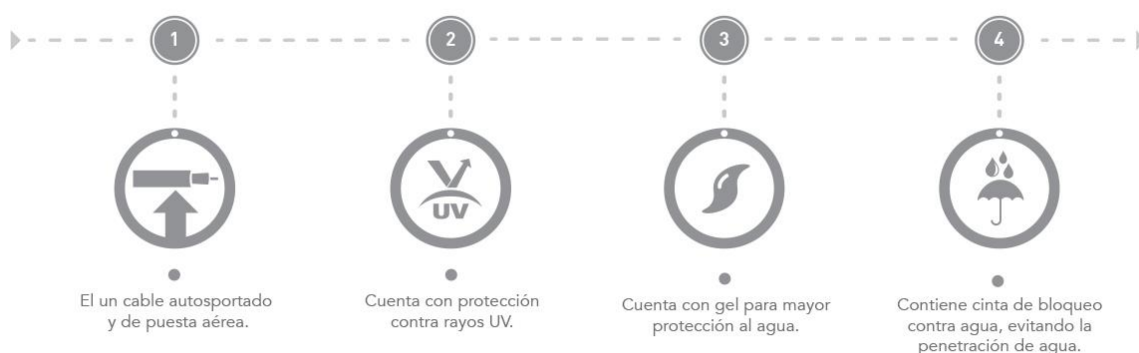 1
2
3
4
UV
El un cable autosportado
y de puesta aérea.
Cuenta con protección
contra rayos UV.
Cuenta con gel para mayor
protección al agua.
Contiene cinta de bloqueo
contra agua, evitando la
penetración de agua.